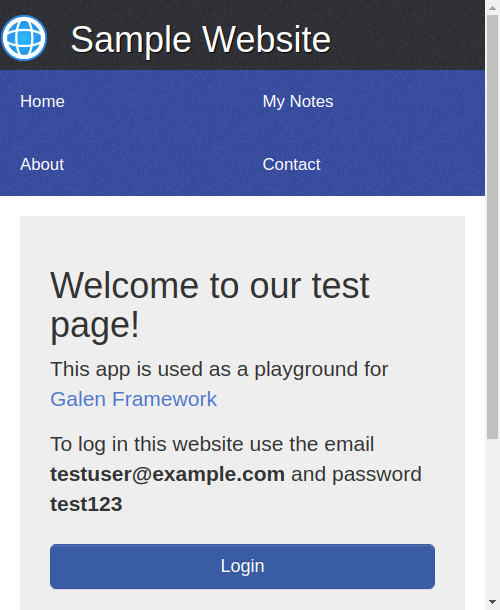 Sample Website
Home
My Notes
About
Contact
Welcome to our test
page!
This app is used as a playground for
Galen Framework
To log in this website use the email
testuser@example.com and password
test123
Login